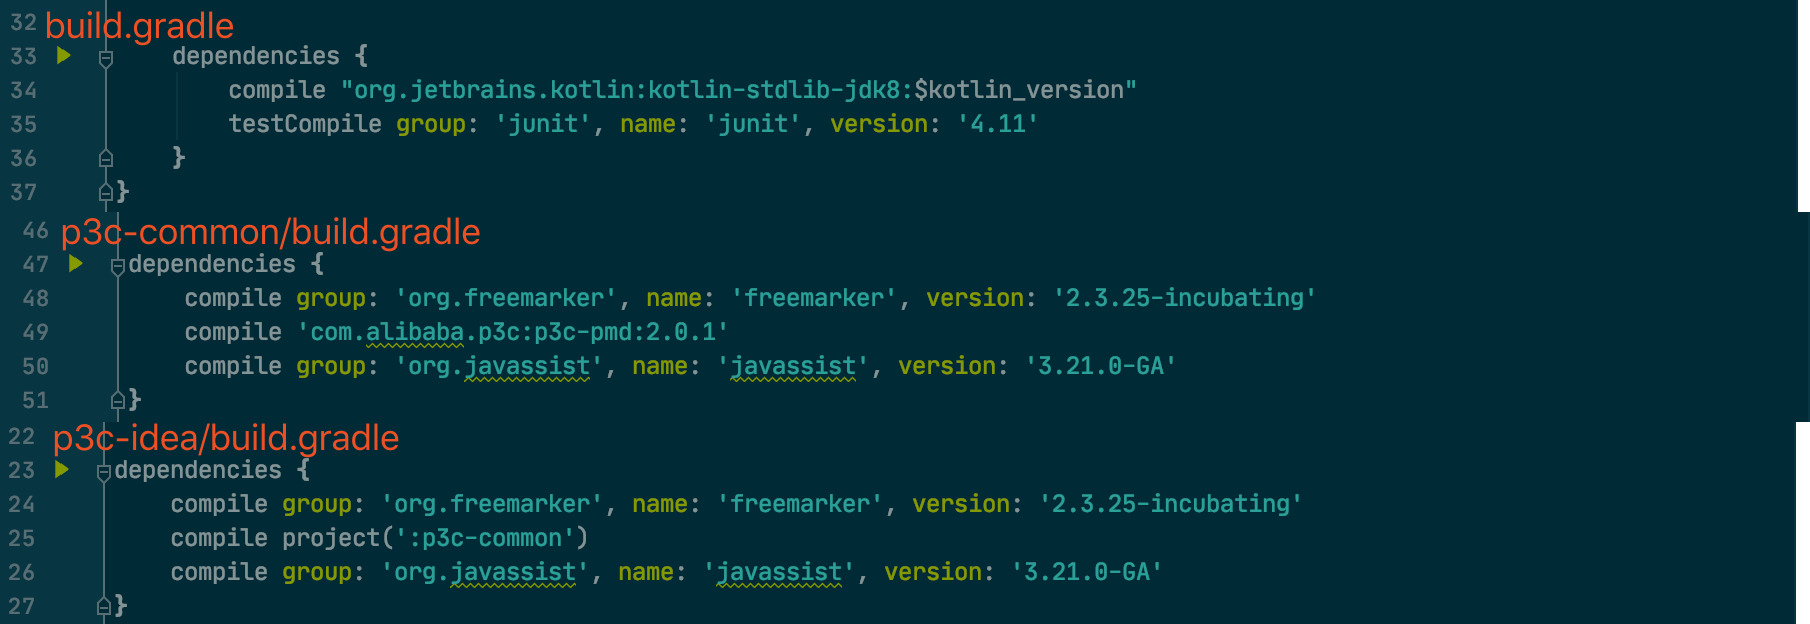 32 build.gradle
33 dependencies {
34 compile "org.jetbrains.kotlin:kotlin-stdlib-jdk8:$kotlin_version"
35 testCompile group: 'junit', name: 'junit', version: '4.11'
36 }
37 }
46 p3c-common/build.gradle
47 dependencies {
48 compile group: 'org.freemarker', name: 'freemarker', version: '2.3.25-incubating'
49 compile 'com.alibaba.p3c:p3c-pmd:2.0.1'
50 compile group: 'org.javassist', name: 'javassist', version: '3.21.0-GA'
51 }
22 p3c-idea/build.gradle
23 dependencies {
24 compile group: 'org.freemarker', name: 'freemarker', version: '2.3.25-incubating'
25 compile project(':p3c-common')
26 compile group: 'org.javassist', name: 'javassist', version: '3.21.0-GA'
27 }